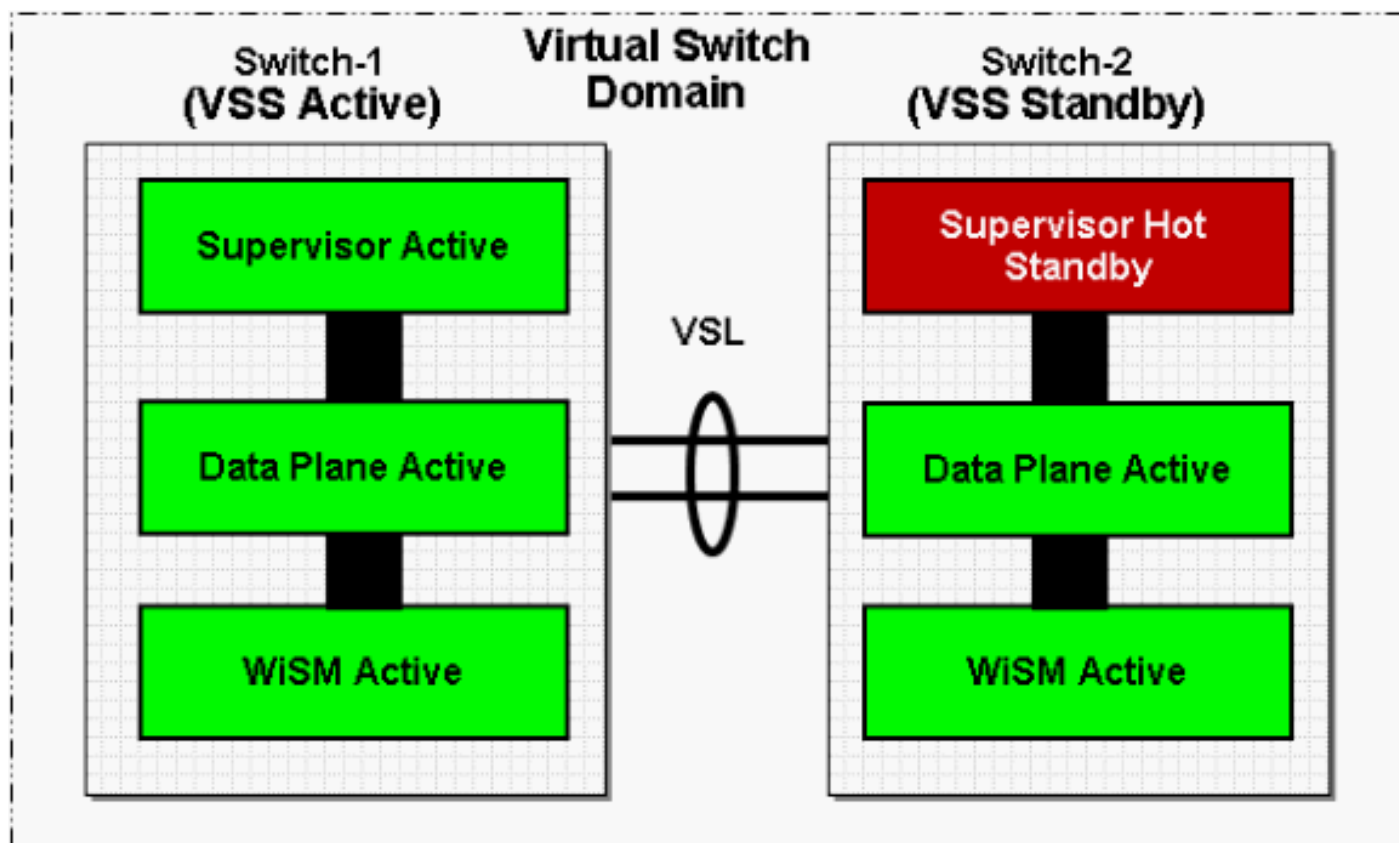 Switch-1
(VSS Active)
Virtual Switch
Domain
Switch-2
(VSS Standby)
Supervisor Active
Supervisor Hot
Standby
VSL
Data Plane Active
Data Plane Active
WiSM Active
WiSM Active